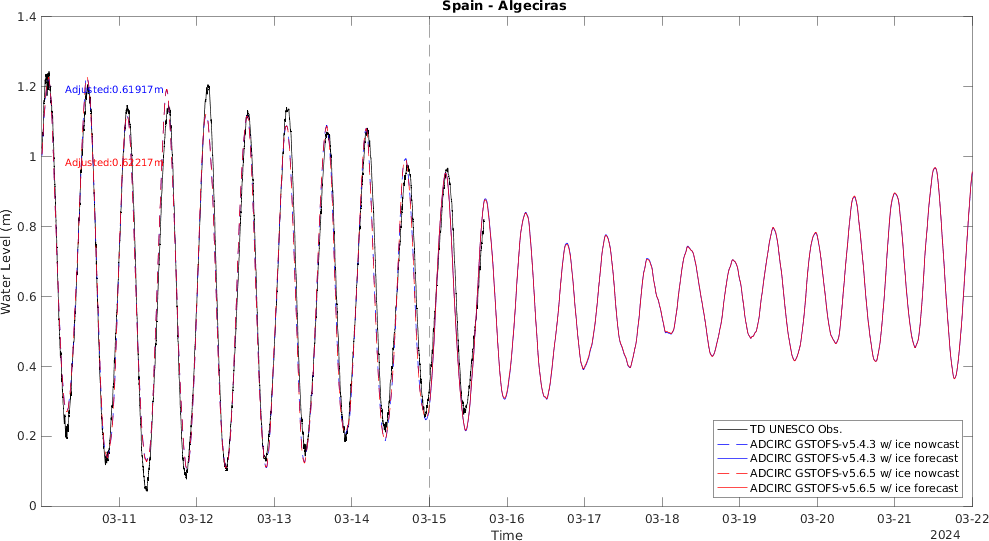 Spain - Algeciras
1.4
1.2
1
0.8
0.6
0.4
0.2
0
Water Level (m)
Adjusted:0.61917m
Adjusted:0.62217m
TD UNESCO Obs.
ADCIRC GSTOFS-v5.4.3 w/ ice nowcast
ADCIRC GSTOFS-v5.4.3 w/ ice forecast
ADCIRC GSTOFS-v5.6.5 w/ ice nowcast
ADCIRC GSTOFS-v5.6.5 w/ ice forecast
03-11 03-12 03-13 03-14 03-15 03-16 03-17 03-18 03-19 03-20 03-21 03-22
Time
2024